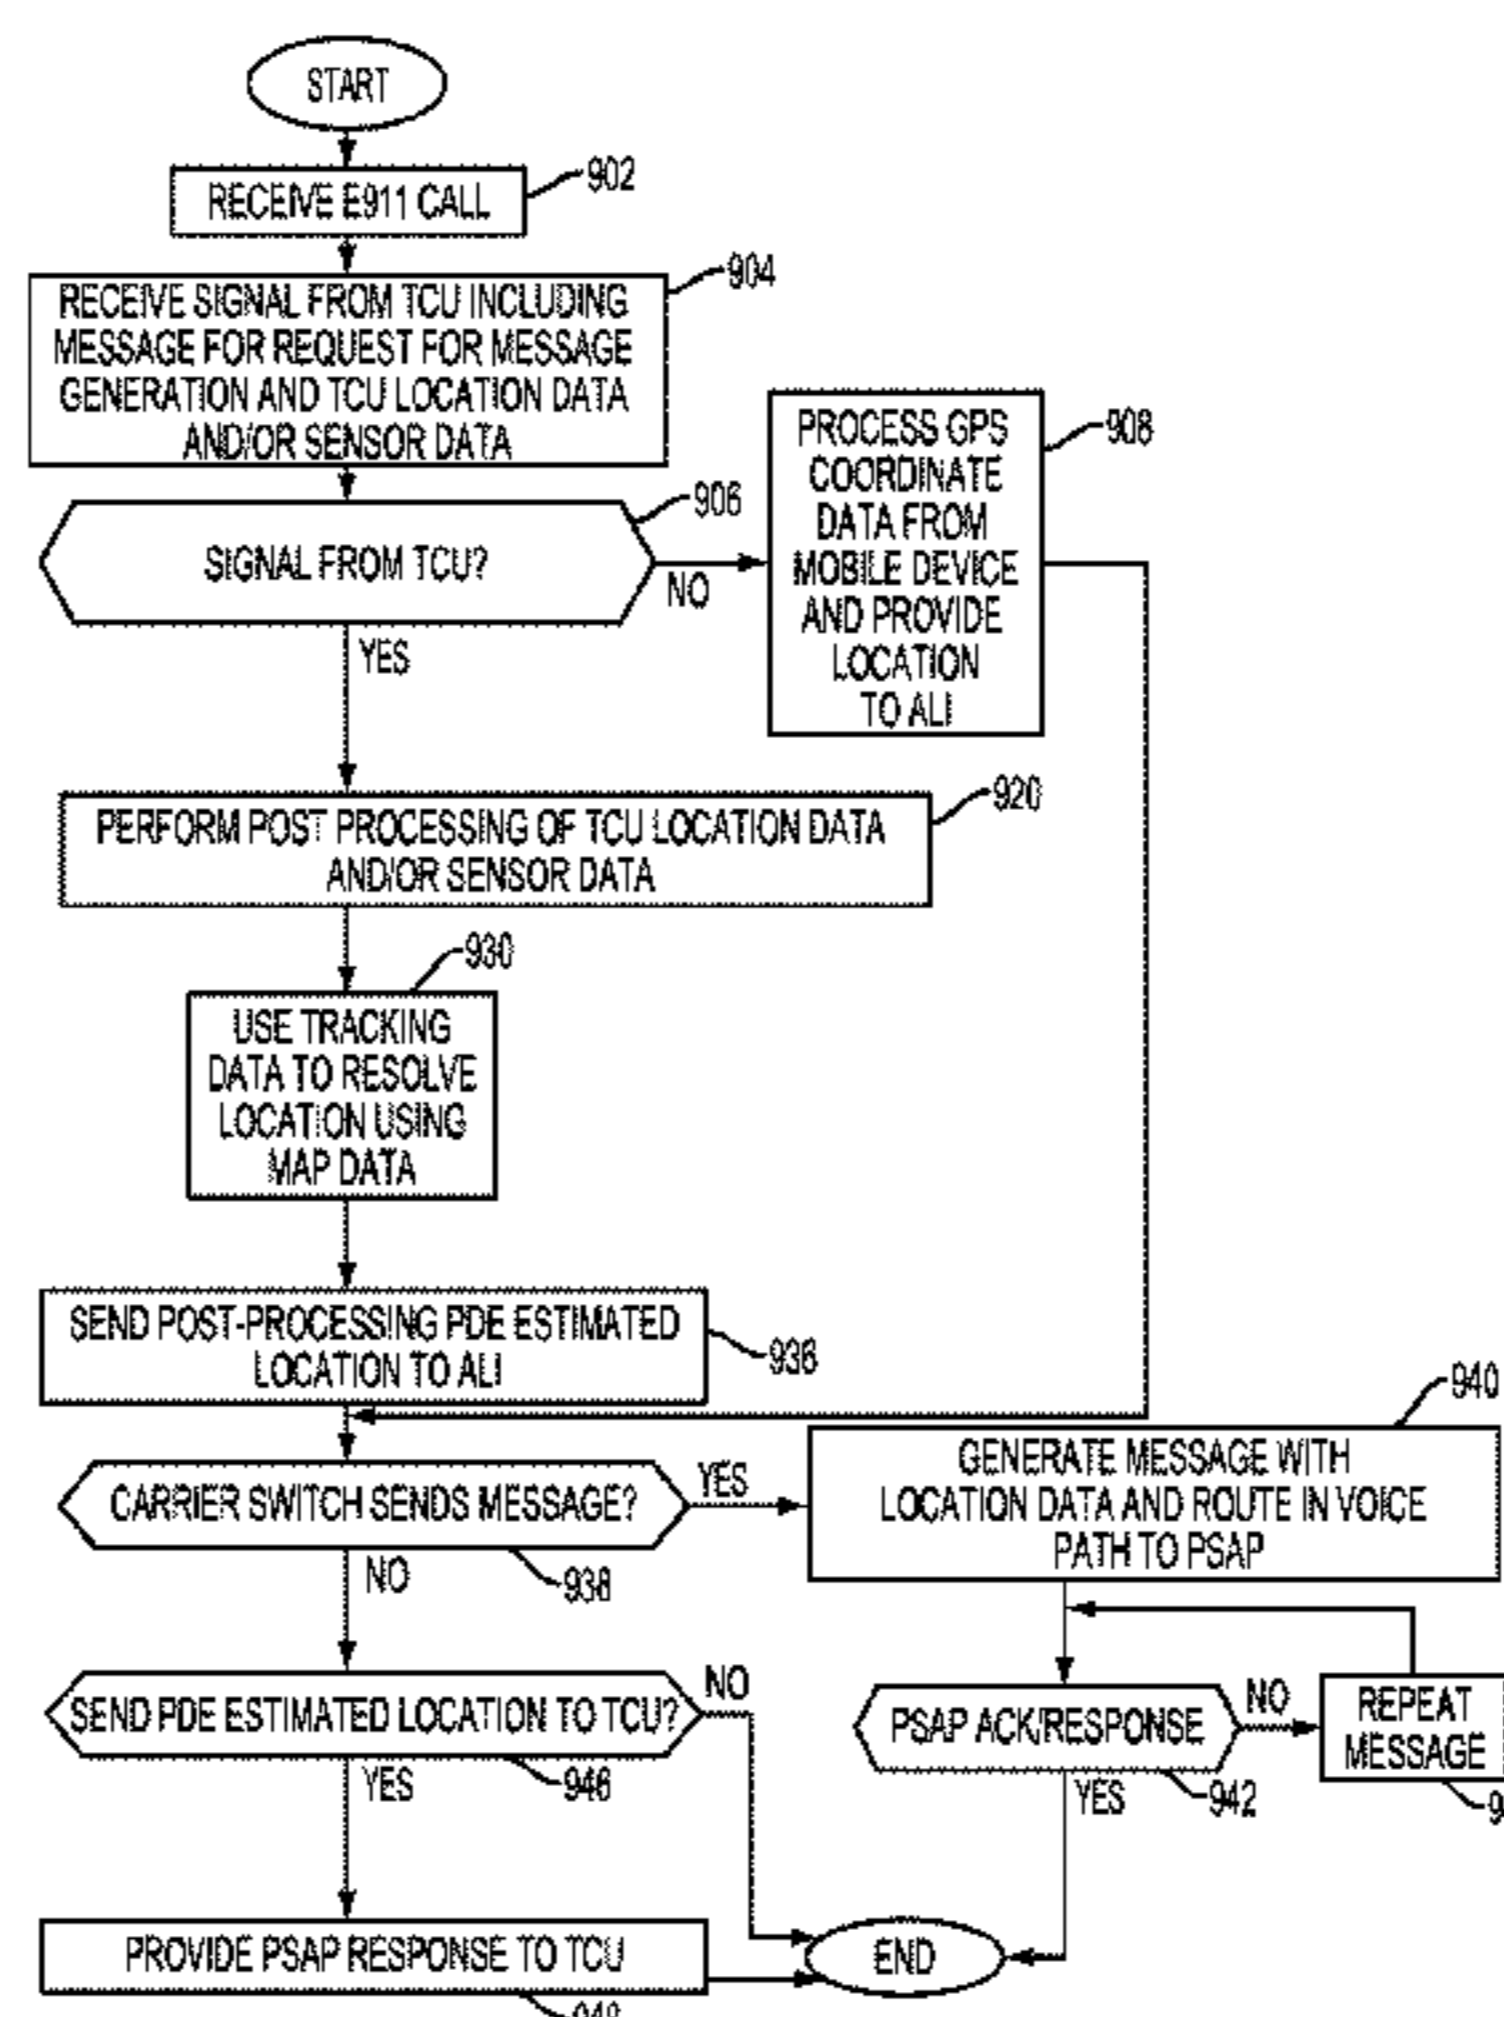 START
RECEIVE E911 CALL
902
RECEIVE SIGNAL FROM TCU INCLUDING
MESSAGE FOR REQUEST FOR MESSAGE
GENERATION AND TCU LOCATION DATA
AND/OR SENSOR DATA
904
SIGNAL FROM TCU?
906
NO
YES
PROCESS GPS
COORDINATE
DATA FROM
MOBILE DEVICE
AND PROVIDE
LOCATION
TO ALI
908
PERFORM POST PROCESSING OF TCU LOCATION DATA
AND/OR SENSOR DATA
920
930
USE TRACKING
DATA TO RESOLVE
LOCATION USING
MAP DATA
SEND POST-PROCESSING PDE ESTIMATED
LOCATION TO ALI
936
CARRIER SWITCH SENDS MESSAGE?
YES
NO
938
940
GENERATE MESSAGE WITH
LOCATION DATA AND ROUTE IN VOICE
PATH TO PSAP
SEND PDE ESTIMATED LOCATION TO TCU?
NO
YES
946
PSAP ACK/RESPONSE
NO
YES
942
REPEAT
MESSAGE
PROVIDE PSAP RESPONSE TO TCU
END